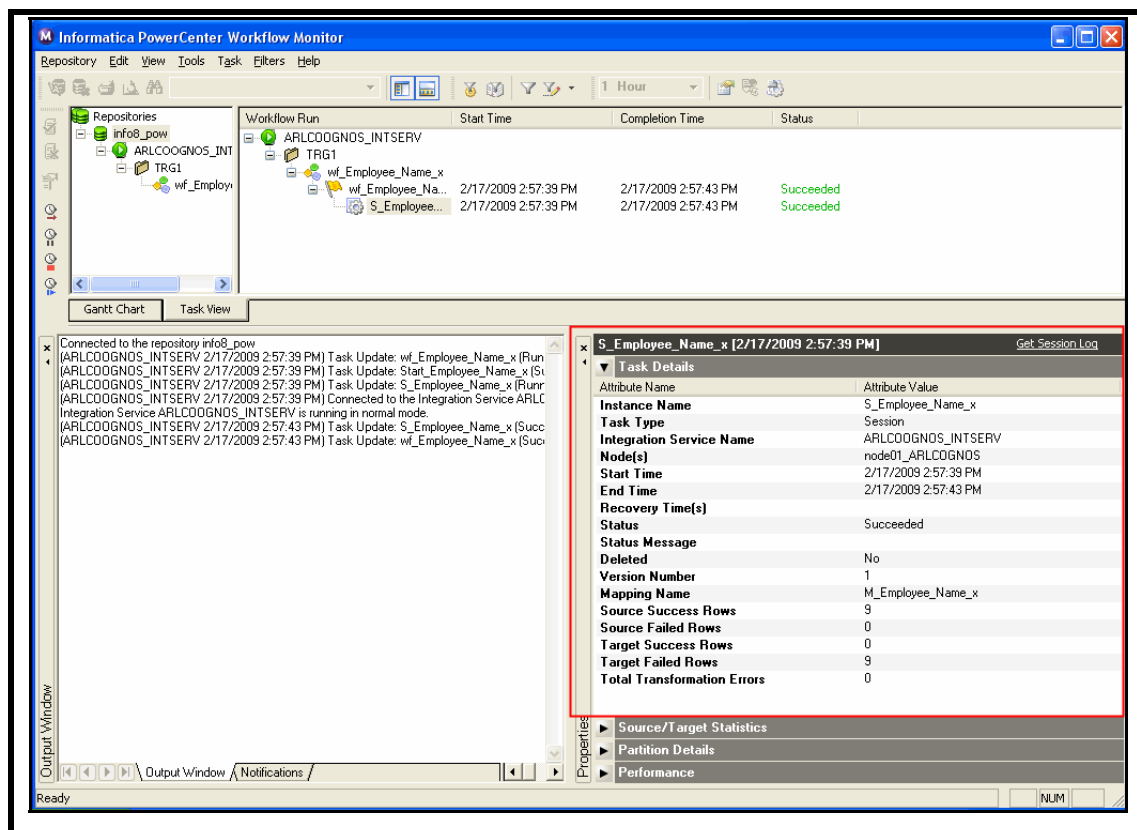 Informatica PowerCenter Workflow Monitor
Repository Edit View Tools Task Filters Help
1 Hour
Repositories
info8_pow
ARLCOOGNOS_INT
TRG1
wf_Employe
Workflow Run Start Time Completion Time Status
ARLCOOGNOS_INTSERV
TRG1
wf_Employee_Name_x
wf_Employee_Na... 2/17/2009 2:57:39 PM 2/17/2009 2:57:43 PM Succeeded
S_Employee... 2/17/2009 2:57:39 PM 2/17/2009 2:57:43 PM Succeeded
Gantt Chart Task View
Connected to the repository info8_pow
(ARLCOOGNOS_INTSERV 2/17/2009 2:57:39 PM) Task Update: wf_Employee_Name_x (Run
(ARLCOOGNOS_INTSERV 2/17/2009 2:57:39 PM) Task Update: Start_Employee_Name_x (Su
(ARLCOOGNOS_INTSERV 2/17/2009 2:57:39 PM) Task Update: S_Employee_Name_x (Runr
(ARLCOOGNOS_INTSERV 2/17/2009 2:57:39 PM) Connected to the Integration Service ARLC
Integration Service ARLCOOGNOS_INTSERV is running in normal mode.
(ARLCOOGNOS_INTSERV 2/17/2009 2:57:43 PM) Task Update: S_Employee_Name_x (Succ
(ARLCOOGNOS_INTSERV 2/17/2009 2:57:43 PM) Task Update: wf_Employee_Name_x (Succ
Output Window
Output Window Notifications
S_Employee_Name_x [2/17/2009 2:57:39 PM] Get Session Log
Task Details
Attribute Name Attribute Value
Instance Name S_Employee_Name_x
Task Type Session
Integration Service Name ARLCOOGNOS_INTSERV
Node(s) node01_ARLCOGNOS
Start Time 2/17/2009 2:57:39 PM
End Time 2/17/2009 2:57:43 PM
Recovery Time(s)
Status Succeeded
Status Message
Deleted No
Version Number 1
Mapping Name M_Employee_Name_x
Source Success Rows 9
Source Failed Rows 0
Target Success Rows 0
Target Failed Rows 9
Total Transformation Errors 0
Properties
Source/Target Statistics
Partition Details
Performance
Ready NUM